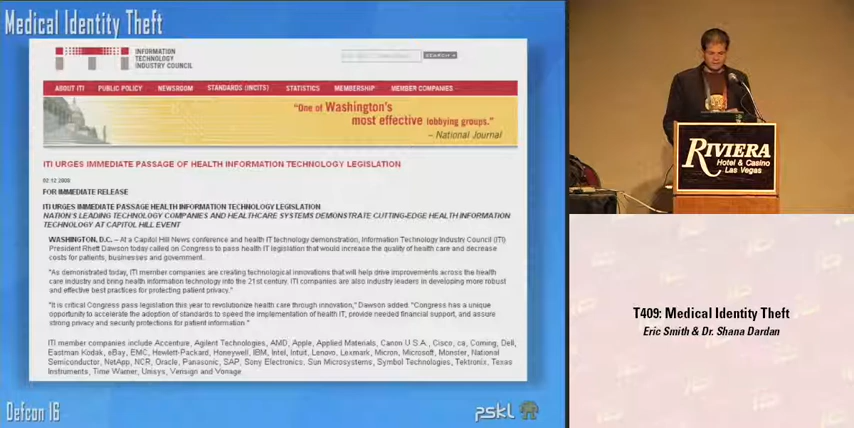 Medical Identity Theft
INFORMATION
TECHNOLOGY
INDUSTRY COUNCIL
SEARCH
ABOUT ITI PUBLIC POLICY NEWSROOM STANDARDS (INCITS) STATISTICS MEMBERSHIP MEMBER COMPANIES
"One of Washington's
most effective lobbying groups."
– National Journal
ITI URGES IMMEDIATE PASSAGE OF HEALTH INFORMATION TECHNOLOGY LEGISLATION
FOR IMMEDIATE RELEASE
ITI URGES IMMEDIATE PASSAGE HEALTH INFORMATION TECHNOLOGY LEGISLATION
NATION'S LEADING TECHNOLOGY COMPANIES AND HEALTHCARE SYSTEMS DEMONSTRATE CUTTING-EDGE HEALTH INFORMATION
TECHNOLOGY AT CAPITOL HILL EVENT
WASHINGTON, D.C. – At a Capitol Hill News conference and health IT technology demonstration, Information Technology Industry Council (ITI)
President Rhett Dawson today called on Congress to pass health IT legislation that would increase the quality of health care and decrease
costs for patients, businesses and government.
"As demonstrated today, ITI member companies are creating technological innovations that will help drive improvements across the health
care industry and bring health information technology into the 21st century. ITI companies are also industry leaders in developing more robust
and effective best practices for protecting patient privacy."
"It is critical Congress pass legislation this year to revolutionize health care through innovation," Dawson added. "Congress has a unique
opportunity to accelerate the adoption of standards to speed the implementation of health IT, provide needed financial support, and assure
strong privacy and security protections for patient information."
ITI member companies include Accenture, Agilent Technologies, AMD, Apple, Applied Materials, Canon U.S.A., Cisco, ca, Corning, Dell,
Eastman Kodak, eBay, EMC, Hewlett-Packard, Honeywell, IBM, Intel, Intuit, Lenovo, Lexmark, Micron, Microsoft, Monster, National
Semiconductor, NetApp, NCR, Oracle, Panasonic, SAP, Sony Electronics, Sun Microsystems, Symbol Technologies, Tektronix, Texas
Instruments, Time Warner, Unisys, Verisign and Vonage.
Defcon 16
pskl
RIVIERA
Hotel & Casino
Las Vegas
T409: Medical Identity Theft
Eric Smith & Dr. Shana Dardan